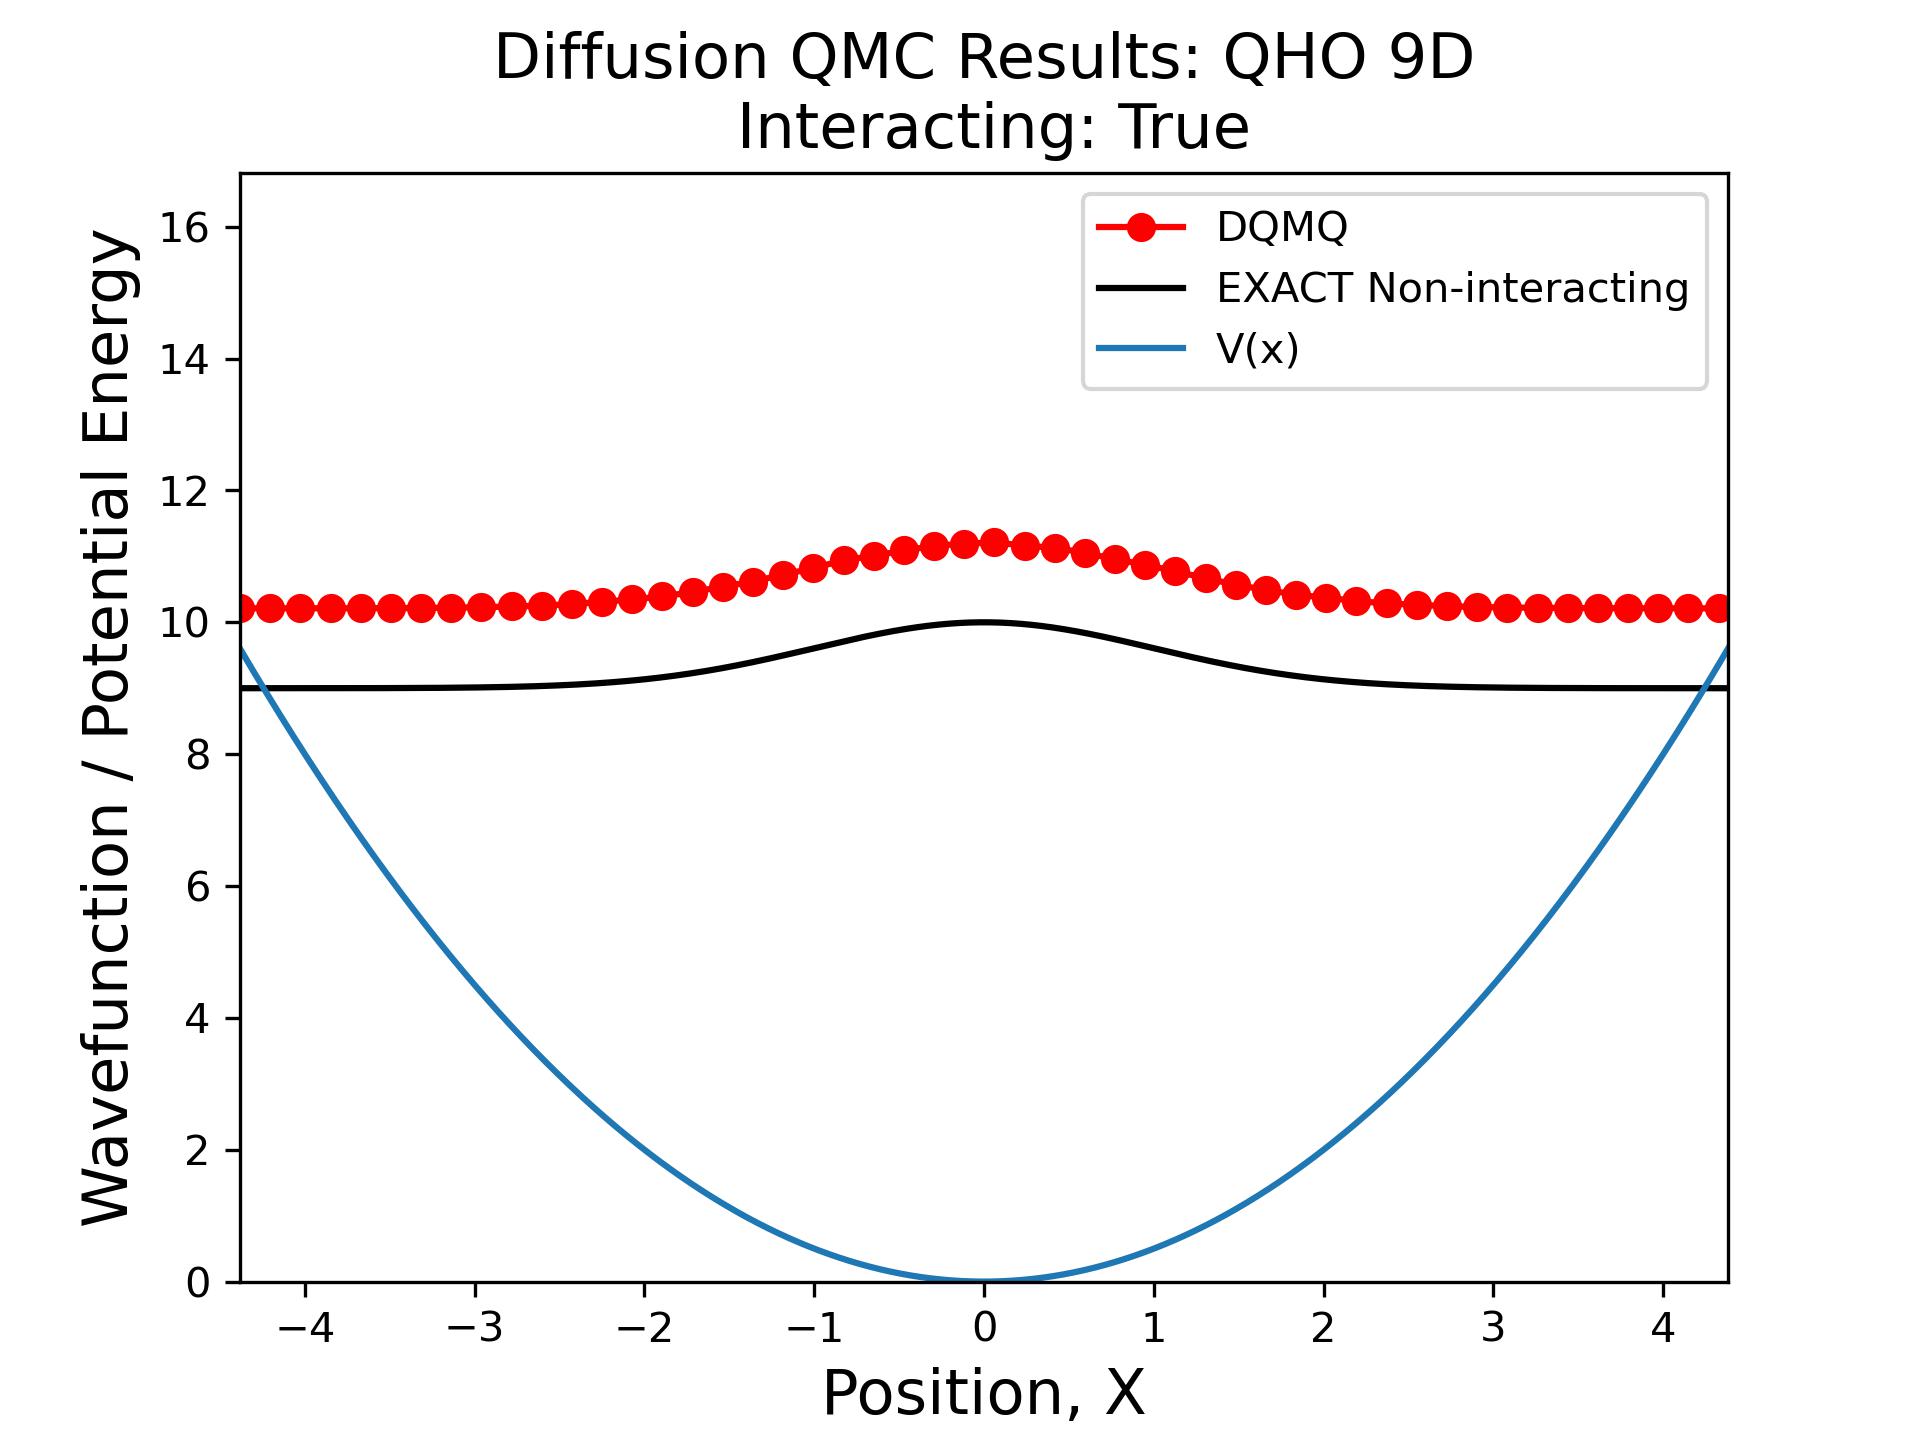 Diffusion QMC Results: QHO 9D
Interacting: True
Wavefunction / Potential Energy
16
14
12
10
8
6
4
2
0
DQMQ
EXACT Non-interacting
V(x)
−4 −3 −2 −1 0 1 2 3 4
Position, X